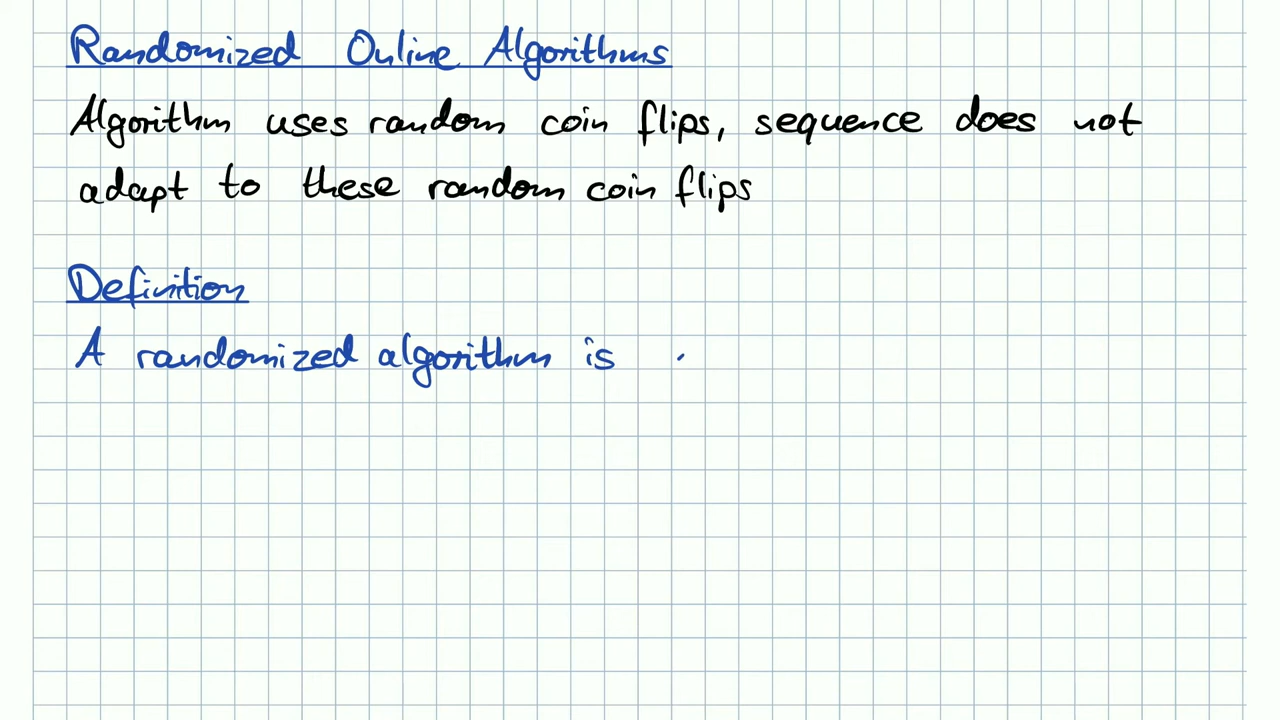 Randomized Online Algorithms
Algorithm uses random coin flips, sequence does not
adapt to these random coin flips
Definition
A randomized algorithm is